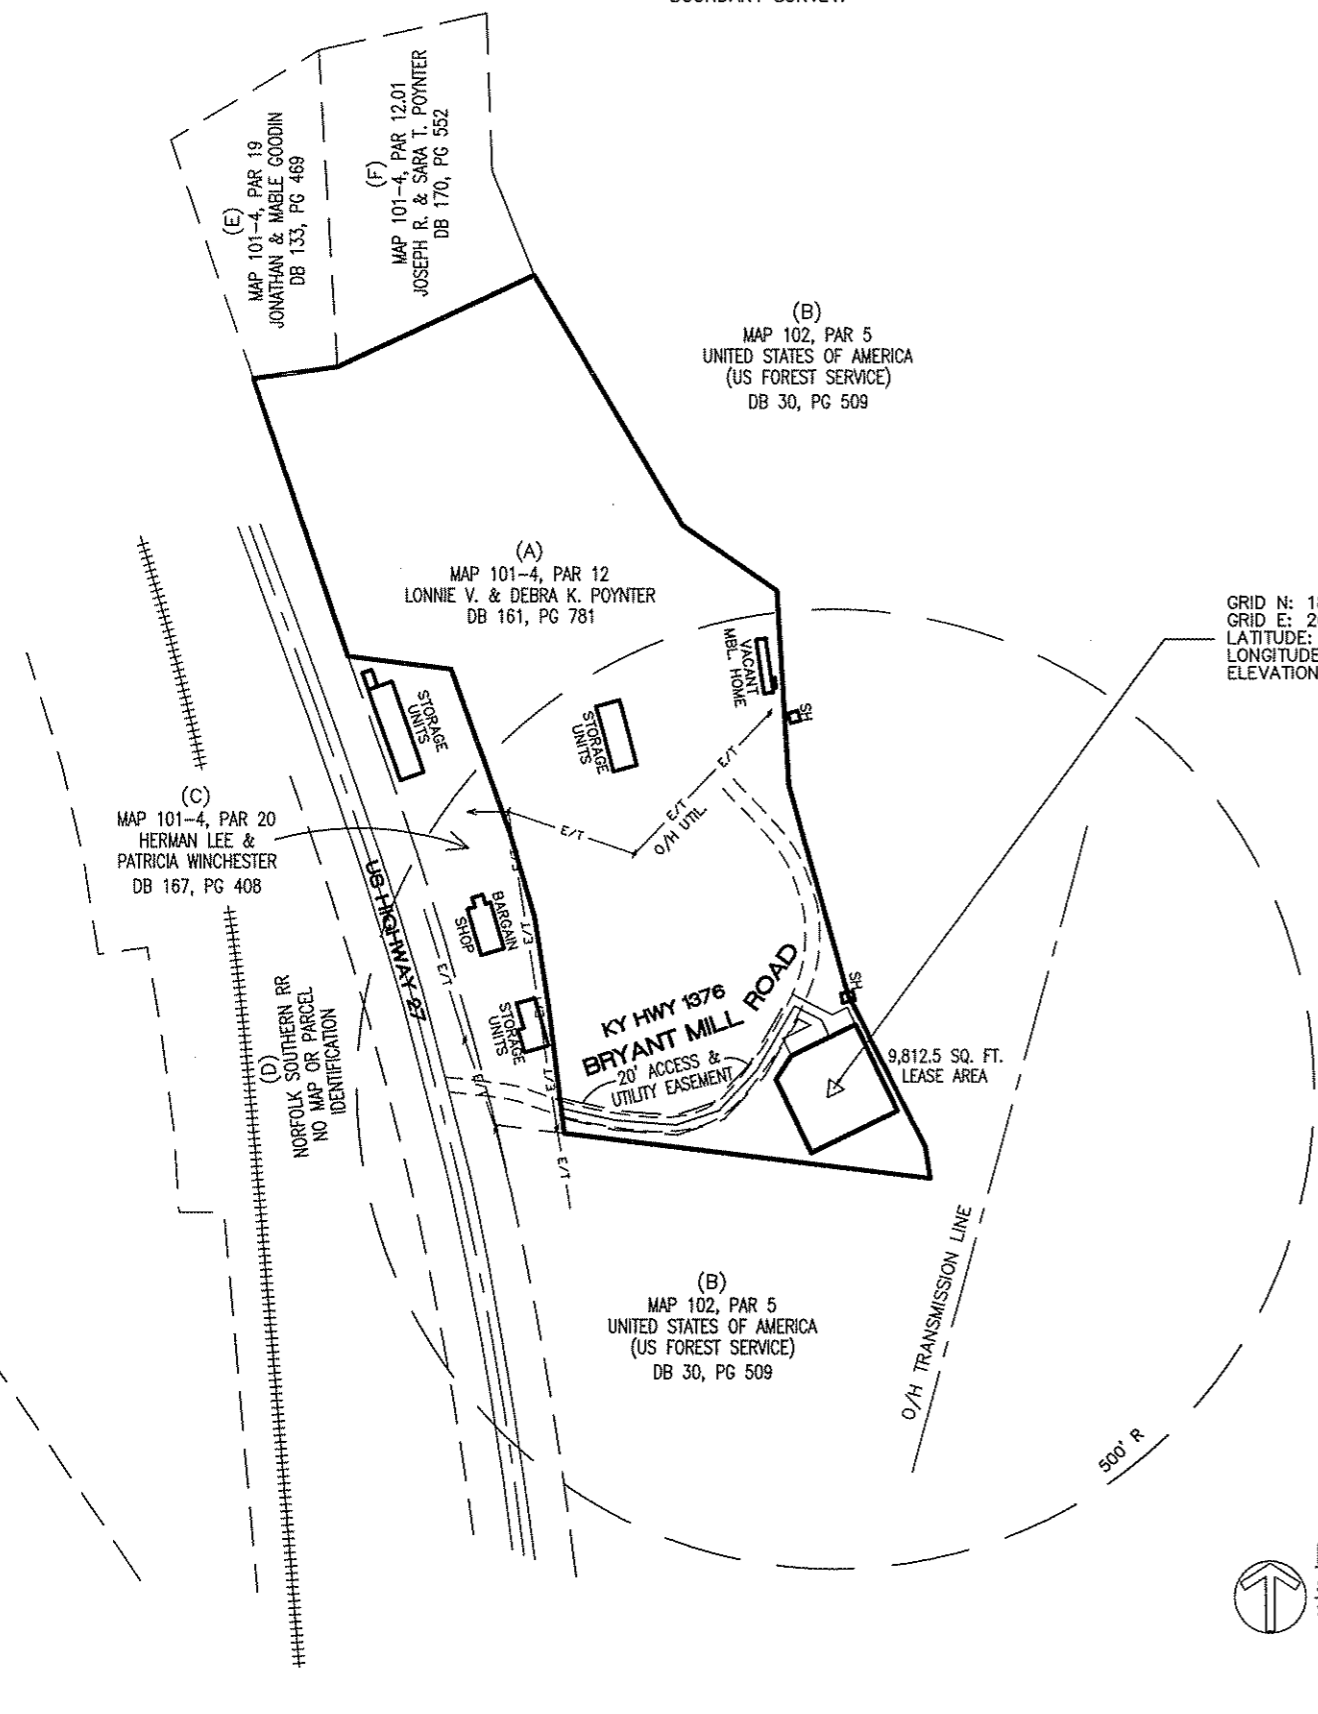 (E)
MAP 101-4, PAR 19
JONATHAN & MABLE GOODIN
DB 133, PG 469
(F)
MAP 101-4, PAR 12.01
JOSEPH R. & SARA T. POYNTER
DB 170, PG 552
(B)
MAP 102, PAR 5
UNITED STATES OF AMERICA
(US FOREST SERVICE)
DB 30, PG 509
(A)
MAP 101-4, PAR 12
LONNIE V. & DEBRA K. POYNTER
DB 161, PG 781
GRID N: 18
GRID E:
LATITUDE:
LONGITUDE
ELEVATION
VACANT
MBL. HOME
SH
STORAGE
UNITS
STORAGE
UNITS
E/T
E/T
E/T
O/H UTIL.
(C)
MAP 101-4, PAR 20
HERMAN LEE &
PATRICIA WINCHESTER
DB 167, PG 408
US HIGHWAY 27
BARGAIN
SHOP
E/T
E/T
E/T
STORAGE
UNITS
SH
KY HWY 1376
BRYANT MILL ROAD
20' ACCESS &
UTILITY EASEMENT
9,812.5 SQ. FT.
LEASE AREA
(D)
NORFOLK SOUTHERN RR
NO MAP OR PARCEL
IDENTIFICATION
E/T
E/T
E/T
(B)
MAP 102, PAR 5
UNITED STATES OF AMERICA
(US FOREST SERVICE)
DB 30, PG 509
O/H TRANSMISSION LINE
500' R